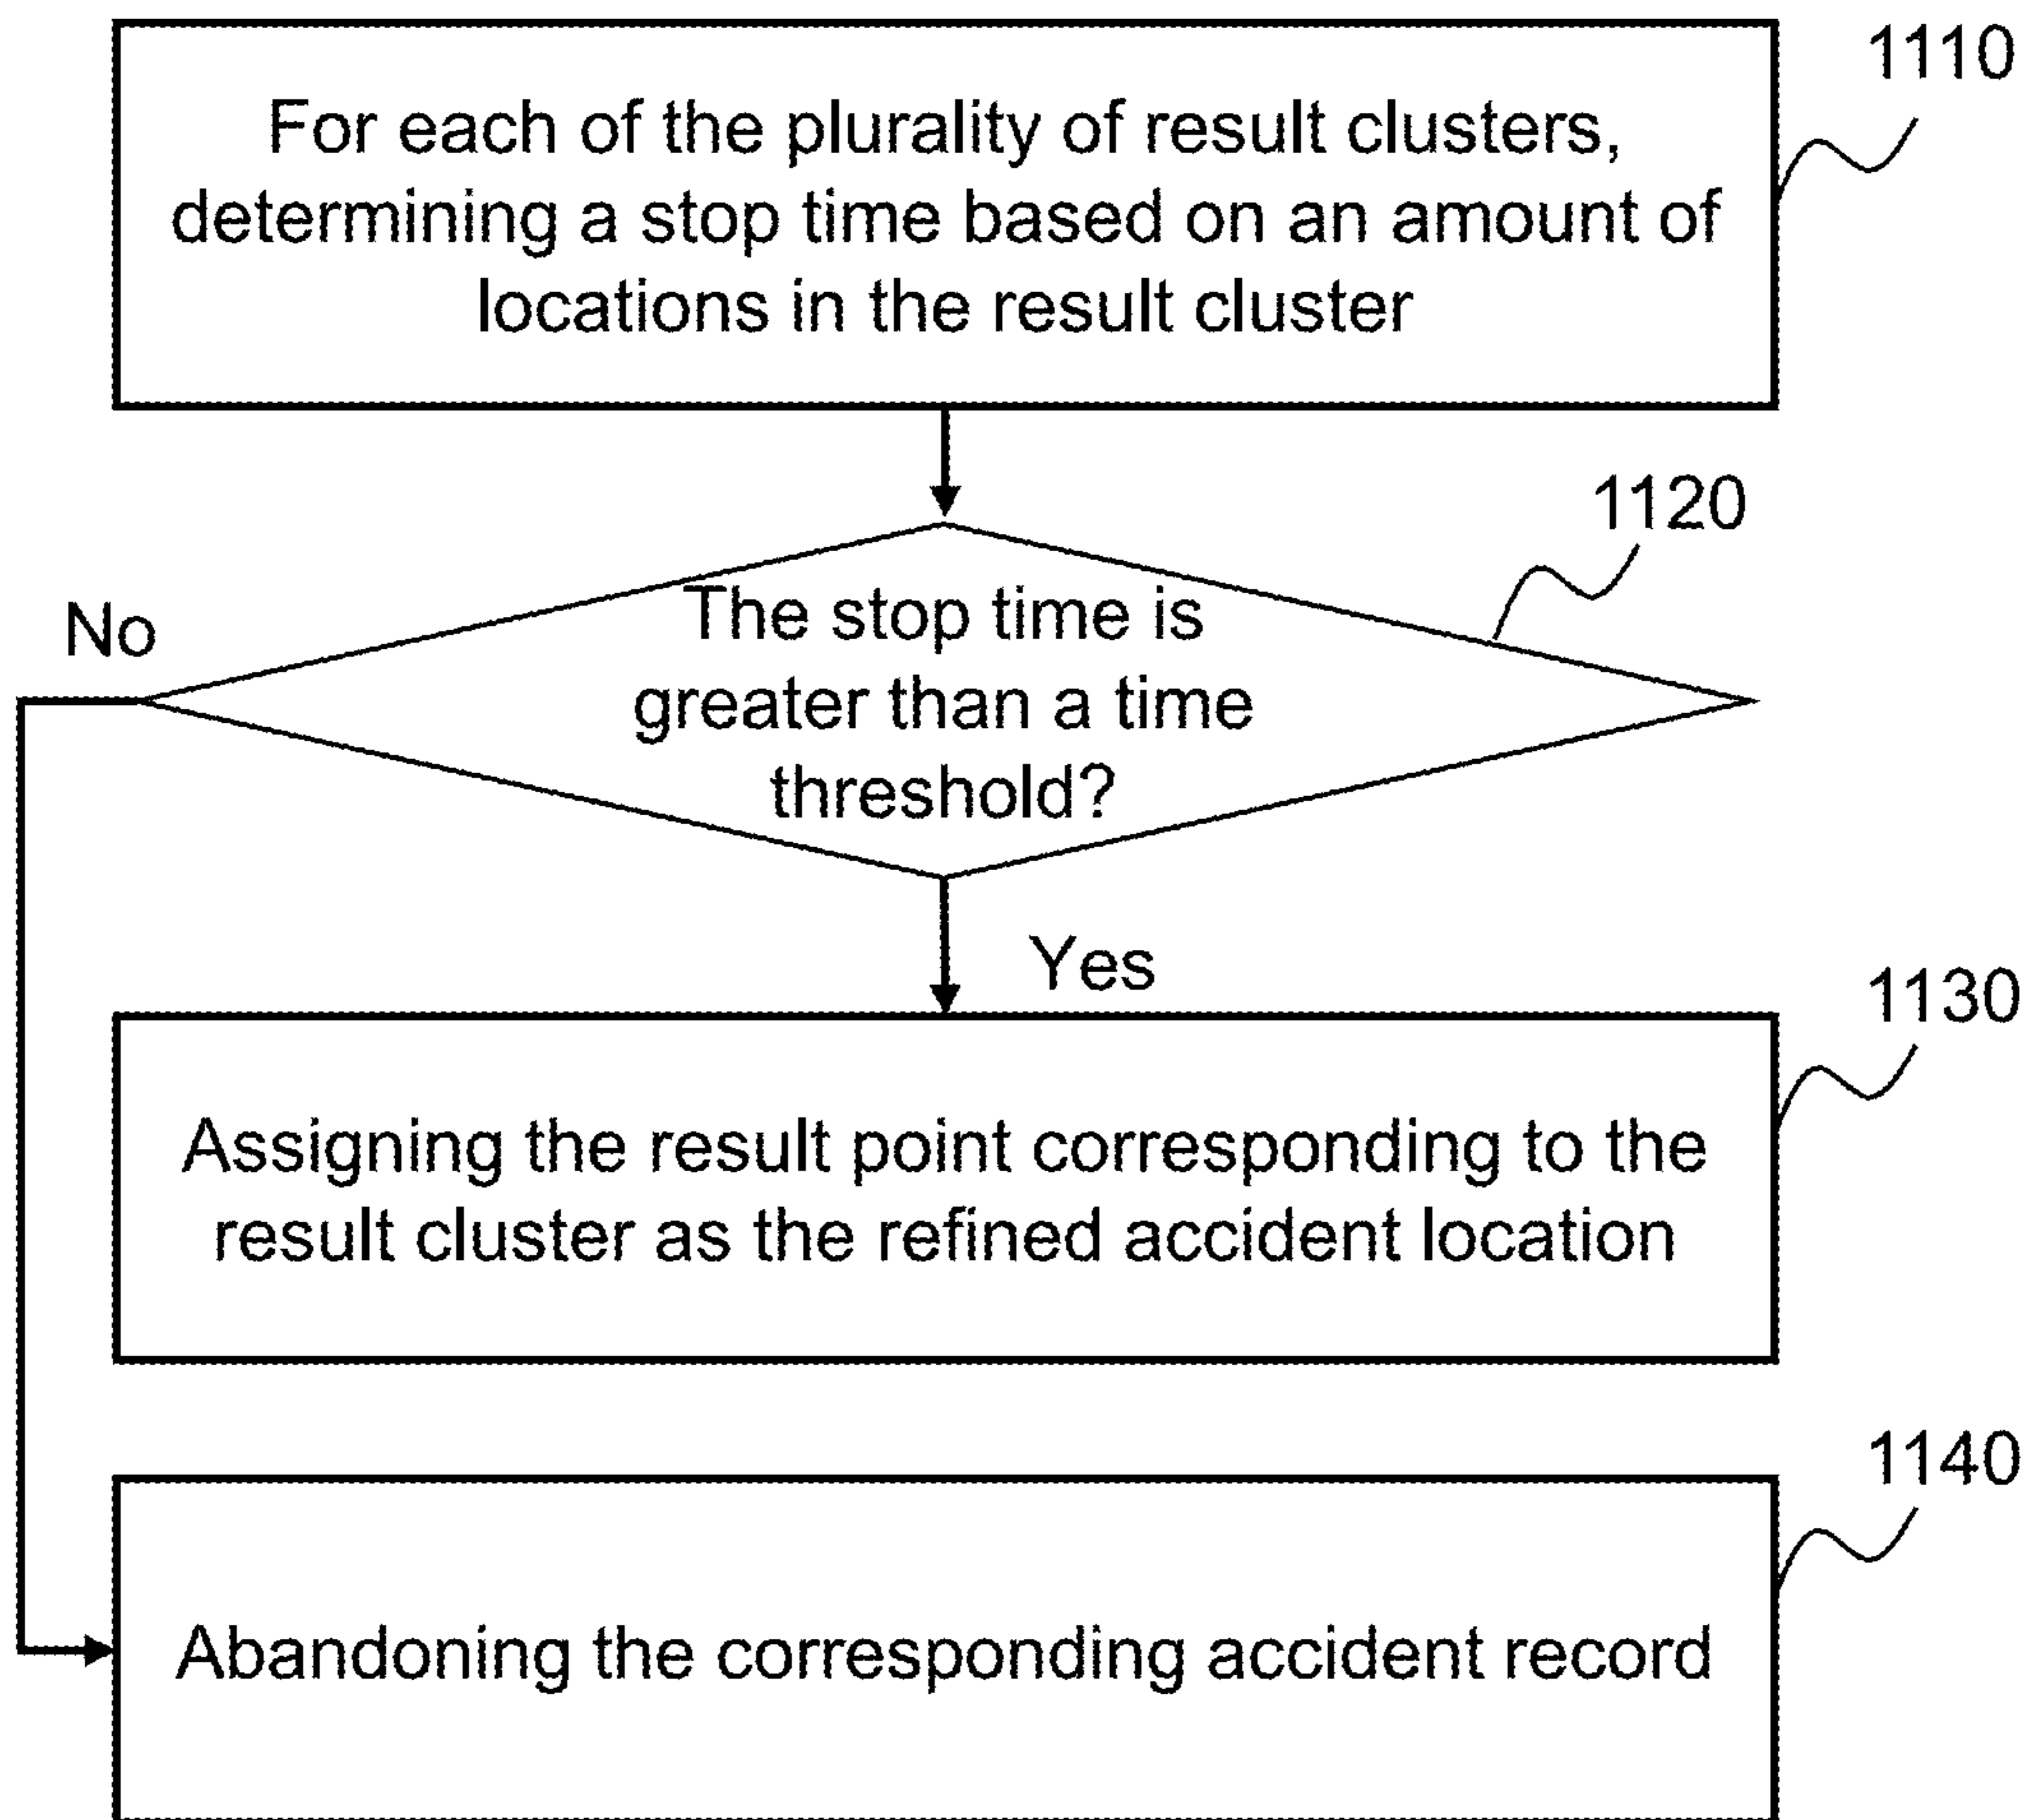 1110
For each of the plurality of result clusters,
determining a stop time based on an amount of
locations in the result cluster
1120
No
The stop time is
greater than a time
threshold?
Yes
1130
Assigning the result point corresponding to the
result cluster as the refined accident location
1140
Abandoning the corresponding accident record